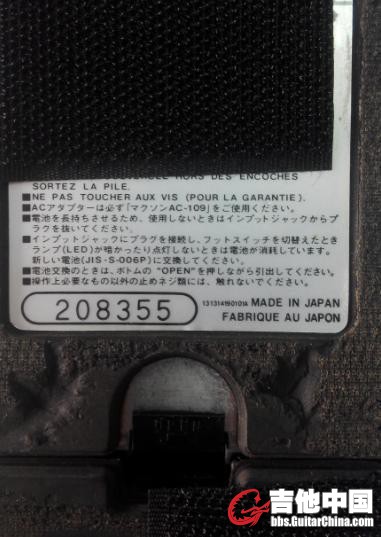 HORS DES ENCOCHES
SORTEZ LA PILE.
■NE PAS TOUCHER AUX VIS (POUR LA GARANTIE).
■ACアダプターは必ず「マクソンAC-109」をご使用ください。
■電池を長持ちさせるため、使用しないときはインプットジャックからプ
ラクを抜いてください。
■インプットジャックにプラグを接続し、フットスイッチを切替えたとき
ランプ(LED)が暗かったり点灯しないときは電池が消耗しています。
新しい電池(JIS-S-006P)に交換してください。
■電池交換のときは、ボトムの "OPEN"を押しながら引出してください。
■操作上必要なもの以外の止めネジ類には、触れないでください。
208355
131314190101A MADE IN JAPAN
FABRIQUE AU JAPON
吉他中国
bbs.GuitarChina.com